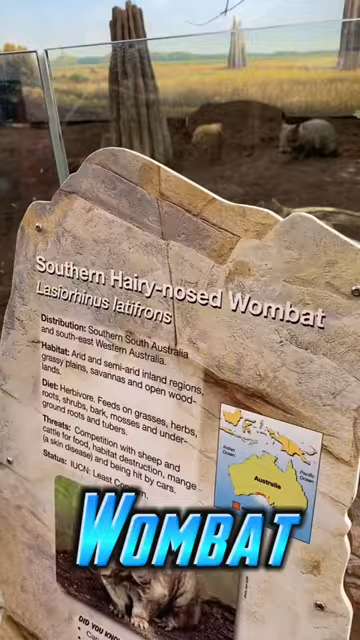 Southern Hairy-nosed Wombat
Lasiorhinus latifrons
Distribution: Southern South Australia
and south-east Western Australia.
Habitat: Arid and semi-arid inland regions,
grassy plains, savannas and open wood-
lands.
Diet: Herbivore. Feeds on grasses, herbs,
roots, shrubs, bark, mosses and under-
ground roots and tubers.
Threats: Competition with sheep and
cattle for food, habitat destruction, mange
(a skin disease) and being hit by cars.
Status: IUCN: Least Concern.
Indian
Ocean
Pacific
Ocean
Australia
WOMBAT
DID YOU KNOW